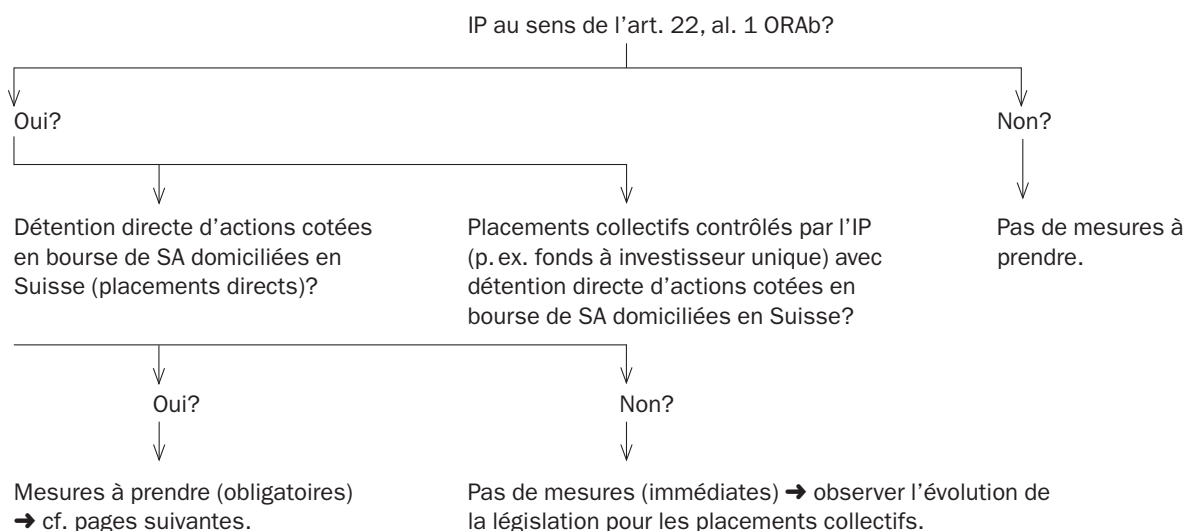 IP au sens de l'art. 22, al. 1 ORAb?
Oui?
Non?
Détention directe d'actions cotées
en bourse de SA domiciliées en
Suisse (placements directs)?
Placements collectifs contrôlés par l'IP
(p. ex. fonds à investisseur unique) avec
détention directe d'actions cotées en
bourse de SA domiciliées en Suisse?
Pas de mesures à
prendre.
Oui?
Non?
Mesures à prendre (obligatoires)
➔ cf. pages suivantes.
Pas de mesures (immédiates) ➔ observer l'évolution de
la législation pour les placements collectifs.